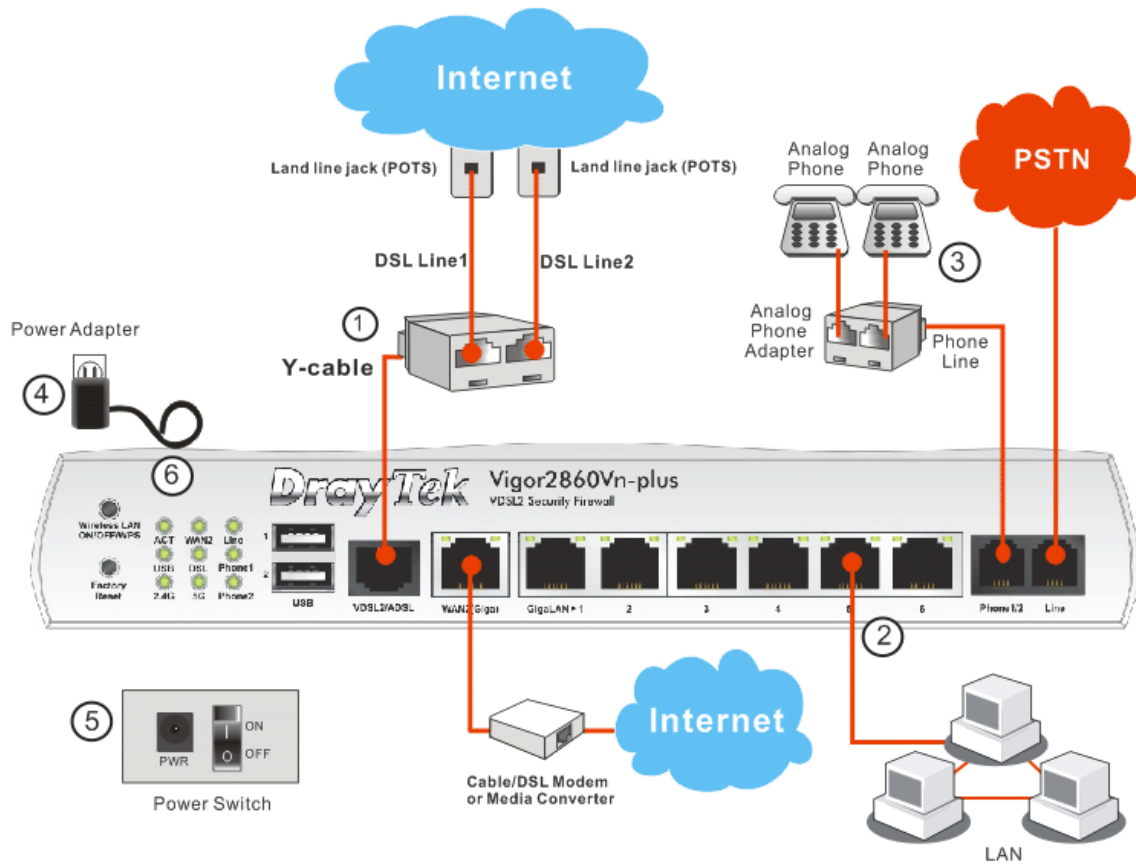 Internet
Land line jack (POTS)
Land line jack (POTS)
DSL Line1
DSL Line2
Analog
Phone
Analog
Phone
PSTN
3
1
Y-cable
Analog
Phone
Adapter
Phone
Line
Power Adapter
4
6
DrayTek
Vigor2860Vn-plus
VDSL2 Security Firewall
Wireless LAN
ON/OFF/WPS
Factory
Reset
ACT WAN2 Line
USB DSL Phone1
2.4G 5G Phone2
1
2
USB
VDSL2/ADSL
WAN2(Giga)
GigaLAN ▸ 1
2
3
4
5
6
Phone1/2
Line
2
5
PWR
ON
I
O
OFF
Power Switch
Cable/DSL Modem
or Media Converter
Internet
LAN